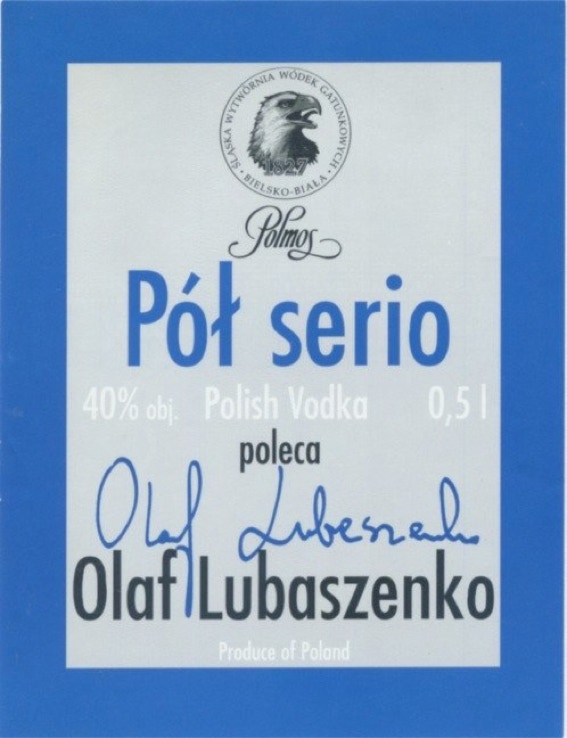 ŚLĄSKA WYTWÓRNIA WÓDEK GATUNKOWYCH
1827
• BIELSKO-BIAŁA •
Polmos
Pół serio
40% obj. Polish Vodka 0,5 l
poleca
Olaf Lubaszenko
Olaf Lubaszenko
Produce of Poland